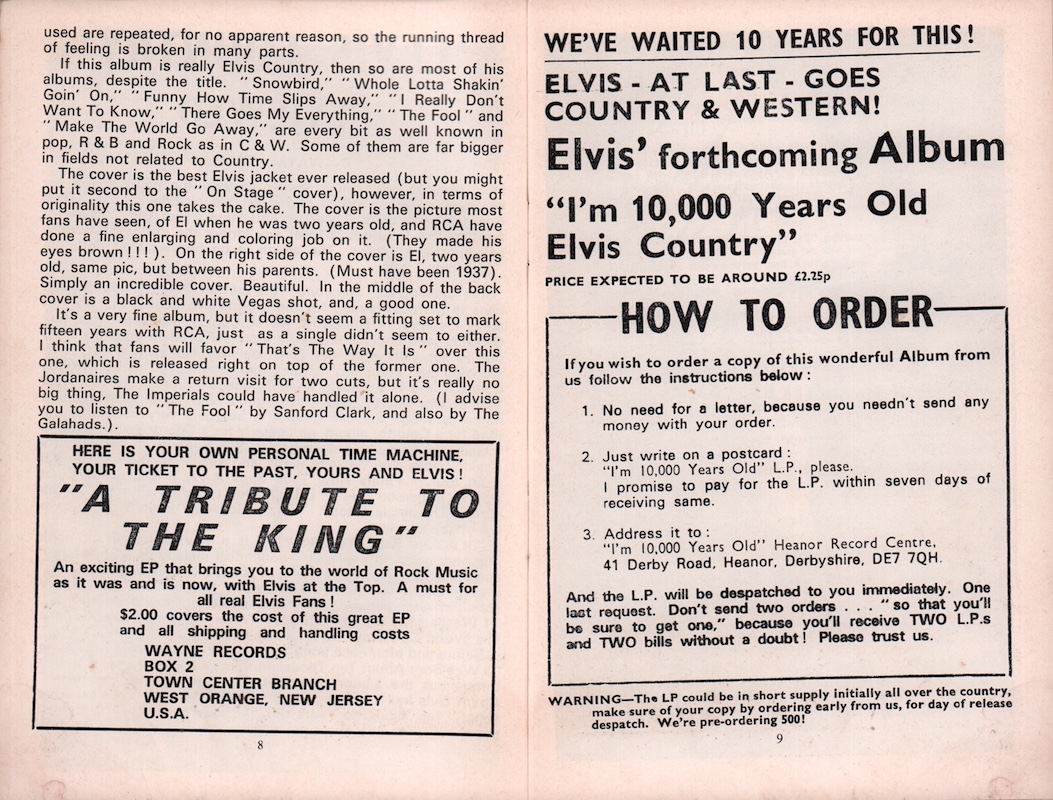 used are repeated, for no apparent reason, so the running thread
of feeling is broken in many parts.
If this album is really Elvis Country, then so are most of his
albums, despite the title. "Snowbird," "Whole Lotta Shakin'
Goin' On," "Funny How Time Slips Away," "I Really Don't
Want To Know," "There Goes My Everything," "The Fool" and
"Make The World Go Away," are every bit as well known in
pop, R & B and Rock as in C & W. Some of them are far bigger
in fields not related to Country.
The cover is the best Elvis jacket ever released (but you might
put it second to the "On Stage" cover), however, in terms of
originality this one takes the cake. The cover is the picture most
fans have seen, of El when he was two years old, and RCA have
done a fine enlarging and coloring job on it. (They made his
eyes brown!!!). On the right side of the cover is El, two years
old, same pic, but between his parents. (Must have been 1937).
Simply an incredible cover. Beautiful. In the middle of the back
cover is a black and white Vegas shot, and, a good one.
It's a very fine album, but it doesn't seem a fitting set to mark
fifteen years with RCA, just as a single didn't seem to either.
I think that fans will favor "That's The Way It Is" over this
one, which is released right on top of the former one. The
Jordanaires make a return visit for two cuts, but it's really no
big thing, The Imperials could have handled it alone. (I advise
you to listen to "The Fool" by Sanford Clark, and also by The
Galahads.).
HERE IS YOUR OWN PERSONAL TIME MACHINE,
YOUR TICKET TO THE PAST, YOURS AND ELVIS!
"A TRIBUTE TO
THE KING"
An exciting EP that brings you to the world of Rock Music
as it was and is now, with Elvis at the Top. A must for
all real Elvis Fans!
$2.00 covers the cost of this great EP
and all shipping and handling costs
WAYNE RECORDS
BOX 2
TOWN CENTER BRANCH
WEST ORANGE, NEW JERSEY
U.S.A.
8
WE'VE WAITED 10 YEARS FOR THIS!
ELVIS - AT LAST - GOES
COUNTRY & WESTERN!
Elvis' forthcoming Album
"I'm 10,000 Years Old
Elvis Country"
PRICE EXPECTED TO BE AROUND £2.25p
HOW TO ORDER
If you wish to order a copy of this wonderful Album from
us follow the instructions below:
1. No need for a letter, because you needn't send any
money with your order.
2. Just write on a postcard:
"I'm 10,000 Years Old" L.P., please.
I promise to pay for the L.P. within seven days of
receiving same.
3. Address it to:
"I'm 10,000 Years Old" Heanor Record Centre,
41 Derby Road, Heanor, Derbyshire, DE7 7QH.
And the L.P. will be despatched to you immediately. One
last request. Don't send two orders . . . "so that you'll
be sure to get one," because you'll receive TWO L.P.s
and TWO bills without a doubt! Please trust us.
WARNING—The LP could be in short supply initially all over the country,
make sure of your copy by ordering early from us, for day of release
despatch. We're pre-ordering 500!
9